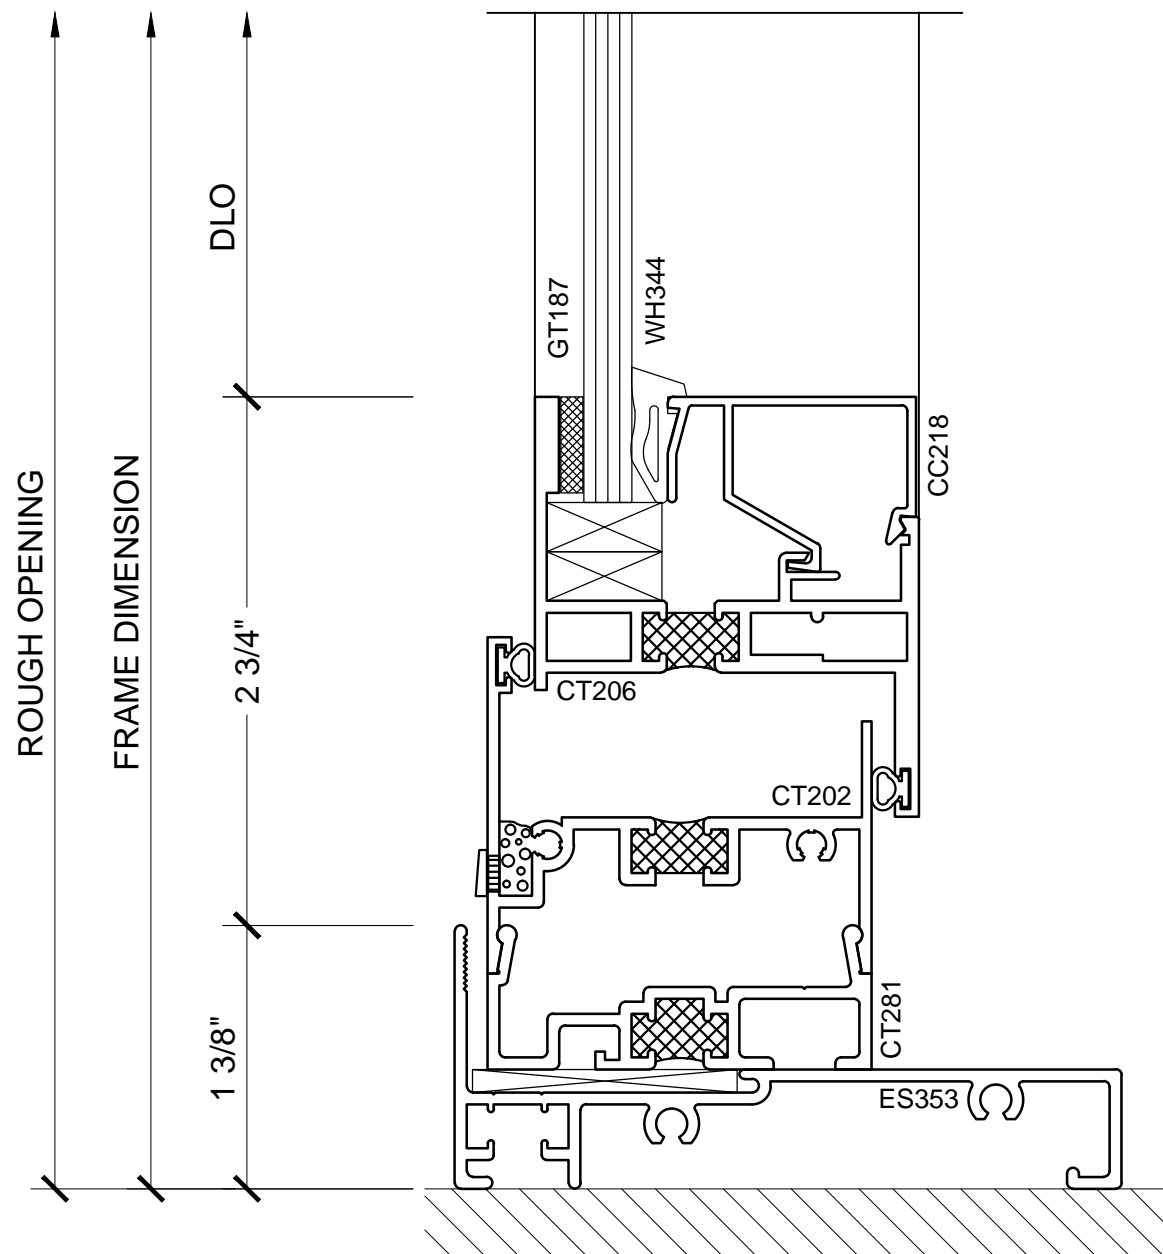 ROUGH OPENING
FRAME DIMENSION
DLO
2 3/4"
1 3/8"
GT187
WH344
CC218
CT206
CT202
CT281
ES353